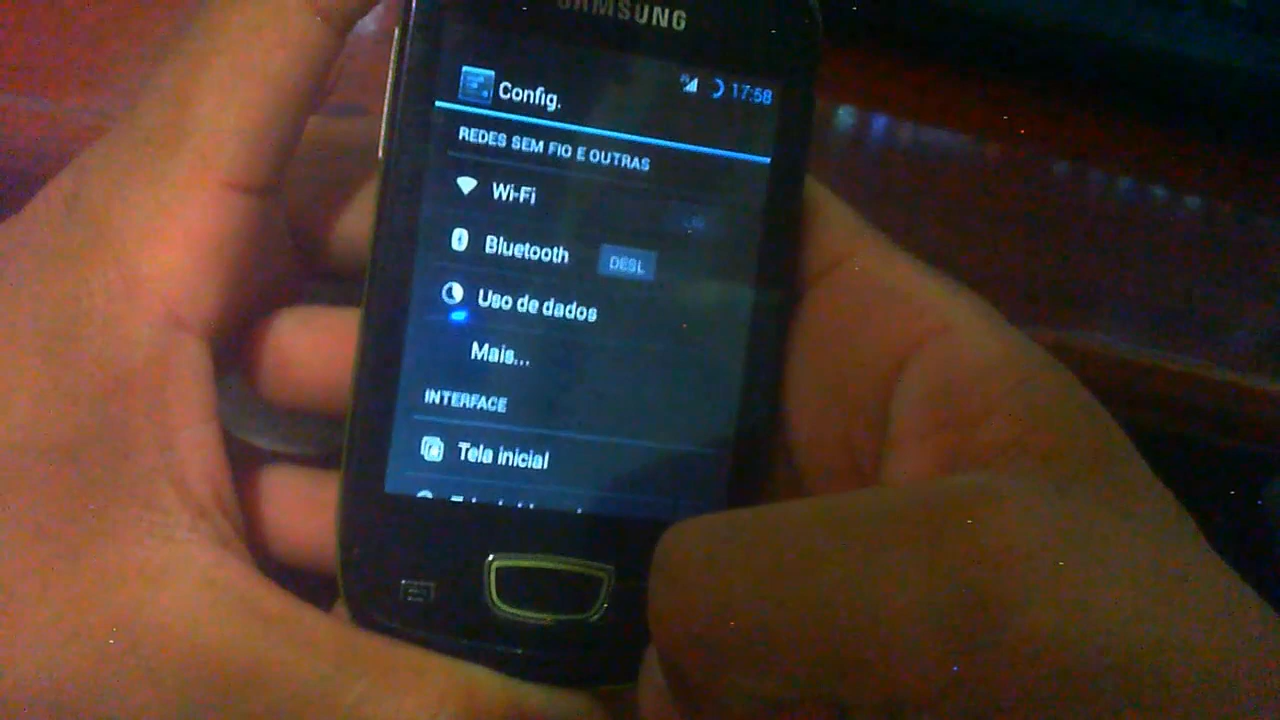 SAMSUNG
17:58
Config.
REDES SEM FIO E OUTRAS
Wi-Fi
Bluetooth DESL
Uso de dados
Mais...
INTERFACE
Tela inicial